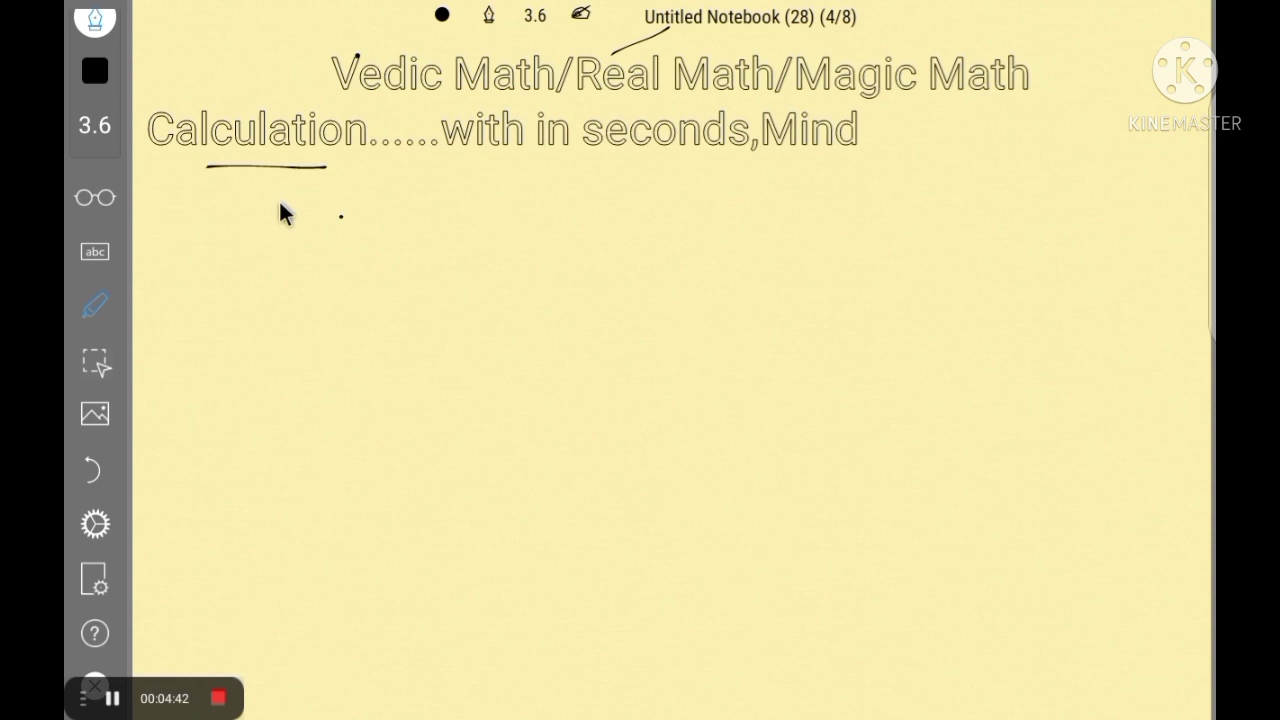 3.6
Untitled Notebook (28) (4/8)
Vedic Math/Real Math/Magic Math
Calculation......with in seconds,Mind
K
KINEMASTER
3.6
abc
?
00:04:42